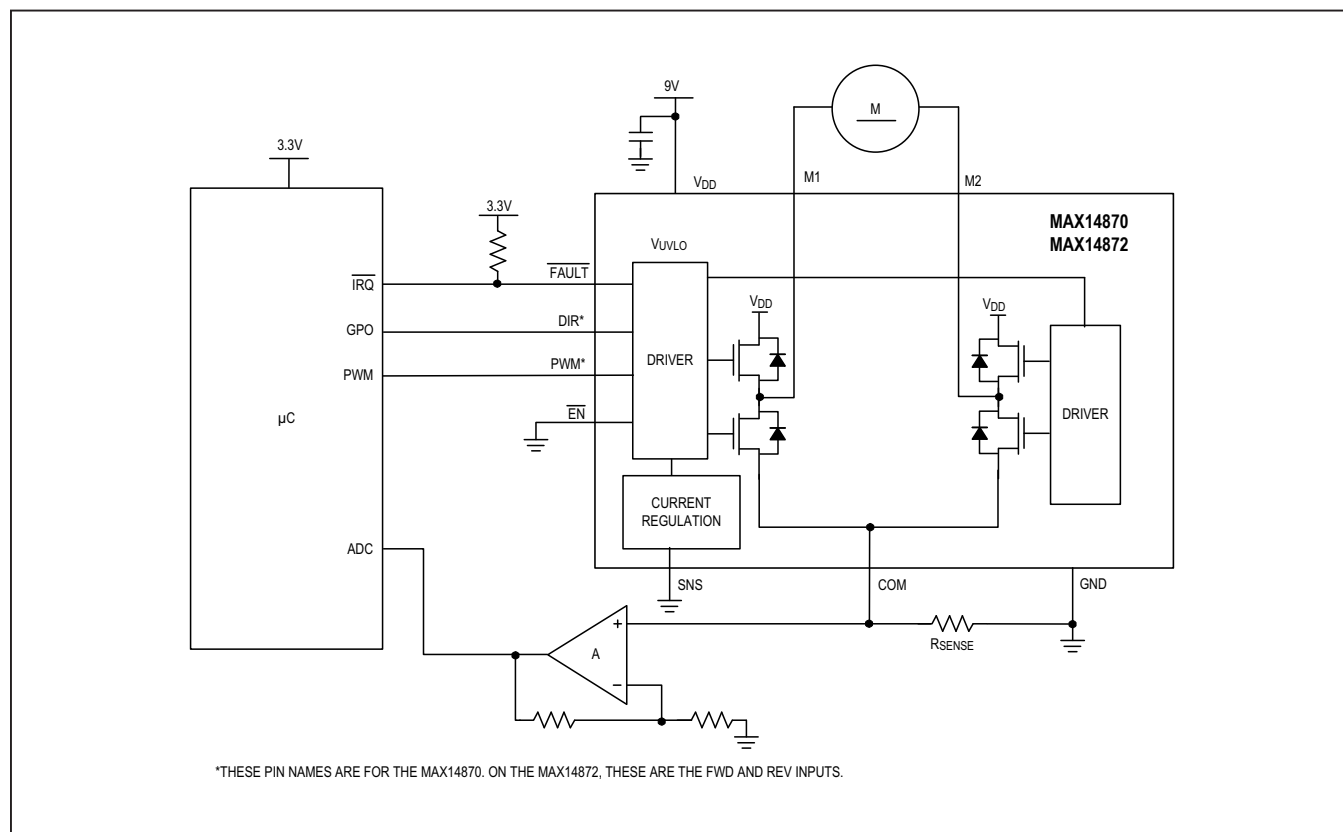 9V
M
3.3V
M1
M2
VDD
3.3V
MAX14870
MAX14872
VUVLO
FAULT
IRQ
VDD
VDD
GPO
DIR*
DRIVER
PWM*
PWM
DRIVER
EN
µC
CURRENT
REGULATION
ADC
SNS
COM
GND
+
RSENSE
A
−
*THESE PIN NAMES ARE FOR THE MAX14870. ON THE MAX14872, THESE ARE THE FWD AND REV INPUTS.